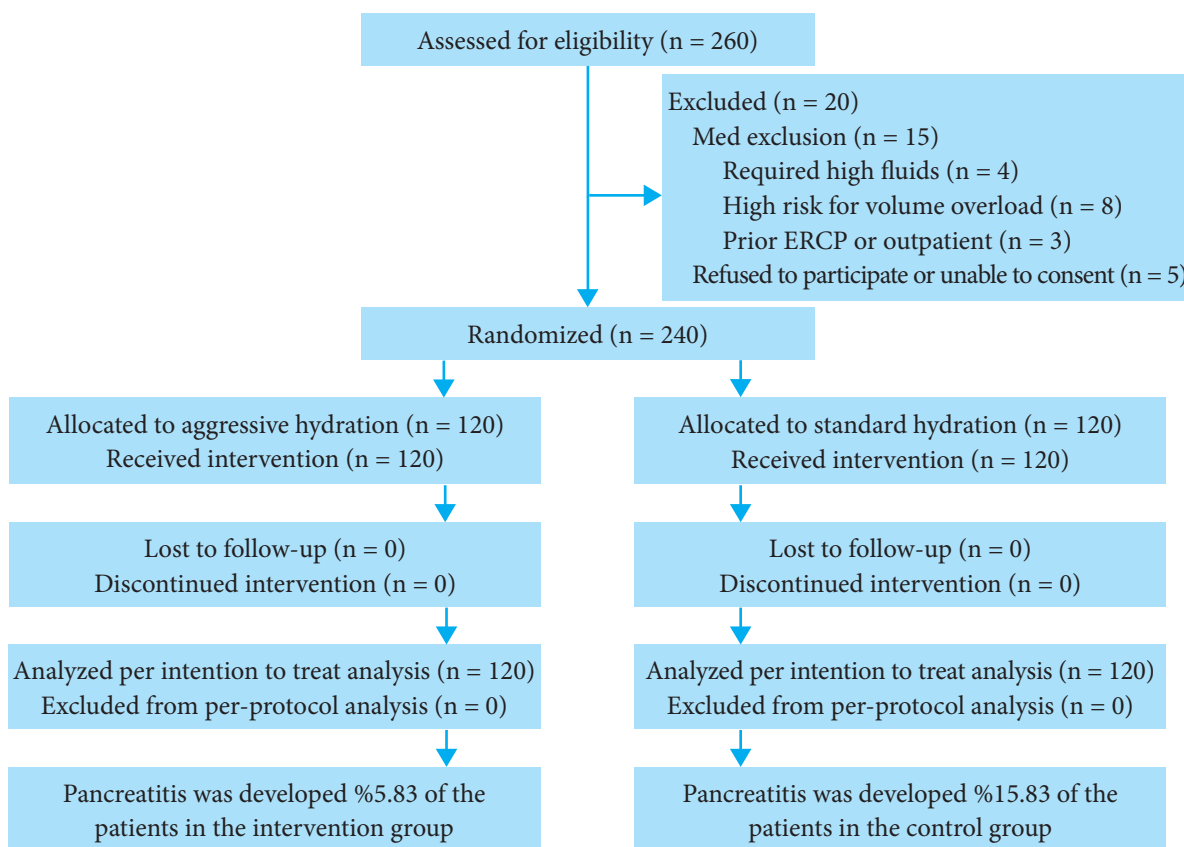 Assessed for eligibility (n = 260)
Excluded (n = 20)
Med exclusion (n = 15)
Required high fluids (n = 4)
High risk for volume overload (n = 8)
Prior ERCP or outpatient (n = 3)
Refused to participate or unable to consent (n = 5)
Randomized (n = 240)
Allocated to aggressive hydration (n = 120)
Received intervention (n = 120)
Allocated to standard hydration (n = 120)
Received intervention (n = 120)
Lost to follow-up (n = 0)
Discontinued intervention (n = 0)
Lost to follow-up (n = 0)
Discontinued intervention (n = 0)
Analyzed per intention to treat analysis (n = 120)
Excluded from per-protocol analysis (n = 0)
Analyzed per intention to treat analysis (n = 120)
Excluded from per-protocol analysis (n = 0)
Pancreatitis was developed %5.83 of the
patients in the intervention group
Pancreatitis was developed %15.83 of the
patients in the control group